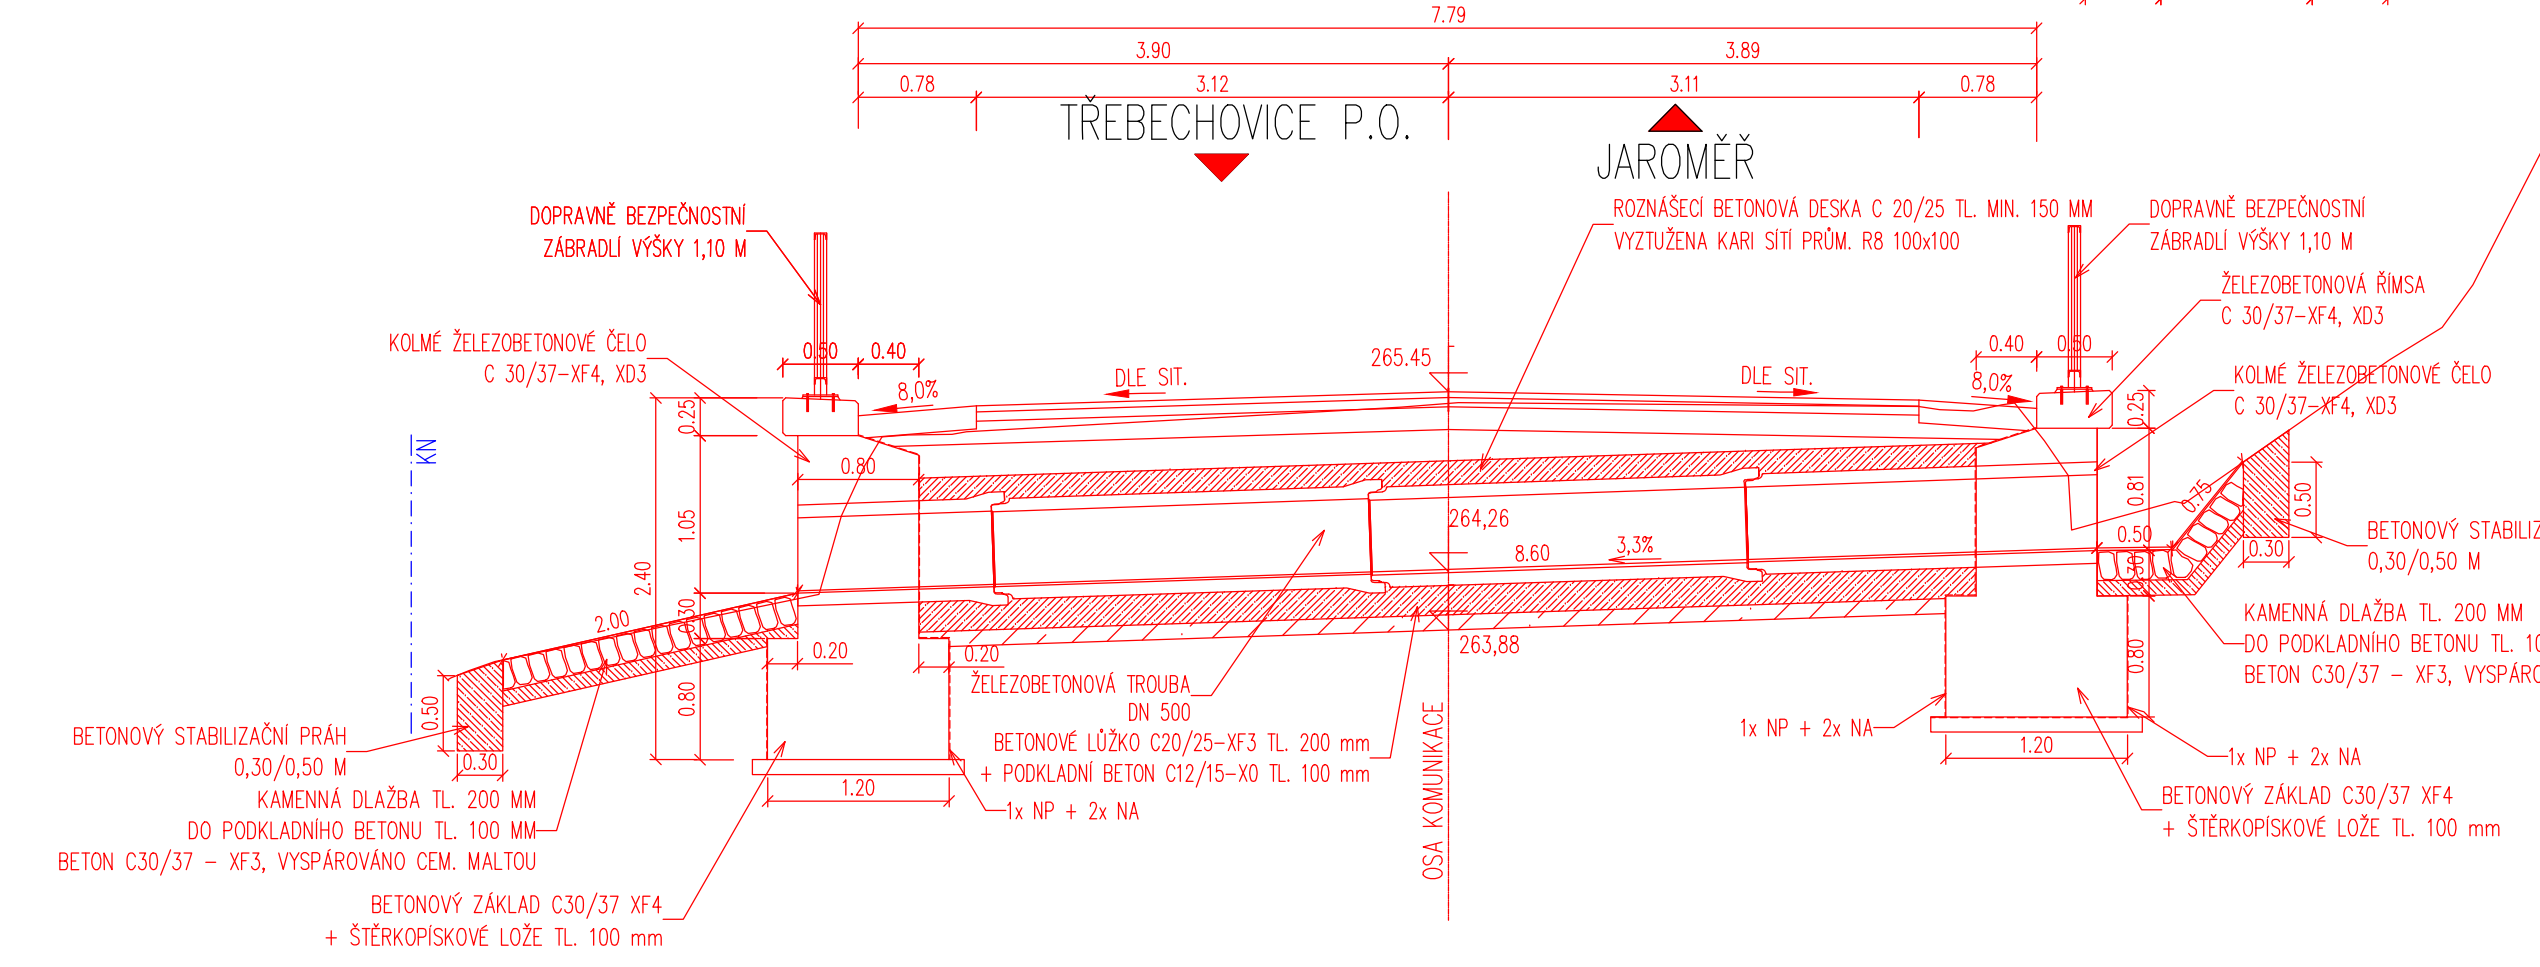 7.79
3.90
3.89
0.78
3.12
3.11
0.78
TŘEBECHOVICE P.O.
JAROMĚŘ
DOPRAVNĚ BEZPEČNOSTNÍ
ZÁBRADLÍ VÝŠKY 1,10 M
ROZNÁŠECÍ BETONOVÁ DESKA C 20/25 TL. MIN. 150 MM
VYZTUŽENA KARI SÍTÍ PRŮM. R8 100x100
DOPRAVNĚ BEZPEČNOSTNÍ
ZÁBRADLÍ VÝŠKY 1,10 M
ŽELEZOBETONOVÁ ŘÍMSA
C 30/37-XF4, XD3
KOLMÉ ŽELEZOBETONOVÉ ČELO
C 30/37-XF4, XD3
0.50
0.40
265.45
0.40
0.50
KOLMÉ ŽELEZOBETONOVÉ ČELO
C 30/37-XF4, XD3
8,0%
DLE SIT.
DLE SIT.
8,0%
0.25
0.25
KN
0.80
1.05
2.40
0.30
0.80
264,26
8.60
3,3%
263,88
0.81
0.75
0.50
0.50
0.30
0.30
0.80
BETONOVÝ STABILIZ
0,30/0,50 M
KAMENNÁ DLAŽBA TL. 200 MM
DO PODKLADNÍHO BETONU TL. 10
BETON C30/37 - XF3, VYSPÁRO
2.00
0.20
0.20
0.50
0.30
BETONOVÝ STABILIZAČNÍ PRÁH
0,30/0,50 M
KAMENNÁ DLAŽBA TL. 200 MM
DO PODKLADNÍHO BETONU TL. 100 MM
BETON C30/37 - XF3, VYSPÁROVÁNO CEM. MALTOU
ŽELEZOBETONOVÁ TROUBA
DN 500
BETONOVÉ LŮŽKO C20/25-XF3 TL. 200 mm
+ PODKLADNÍ BETON C12/15-X0 TL. 100 mm
1.20
1x NP + 2x NA
OSA KOMUNIKACE
1x NP + 2x NA
1.20
1x NP + 2x NA
BETONOVÝ ZÁKLAD C30/37 XF4
+ ŠTĚRKOPÍSKOVÉ LOŽE TL. 100 mm
BETONOVÝ ZÁKLAD C30/37 XF4
+ ŠTĚRKOPÍSKOVÉ LOŽE TL. 100 mm